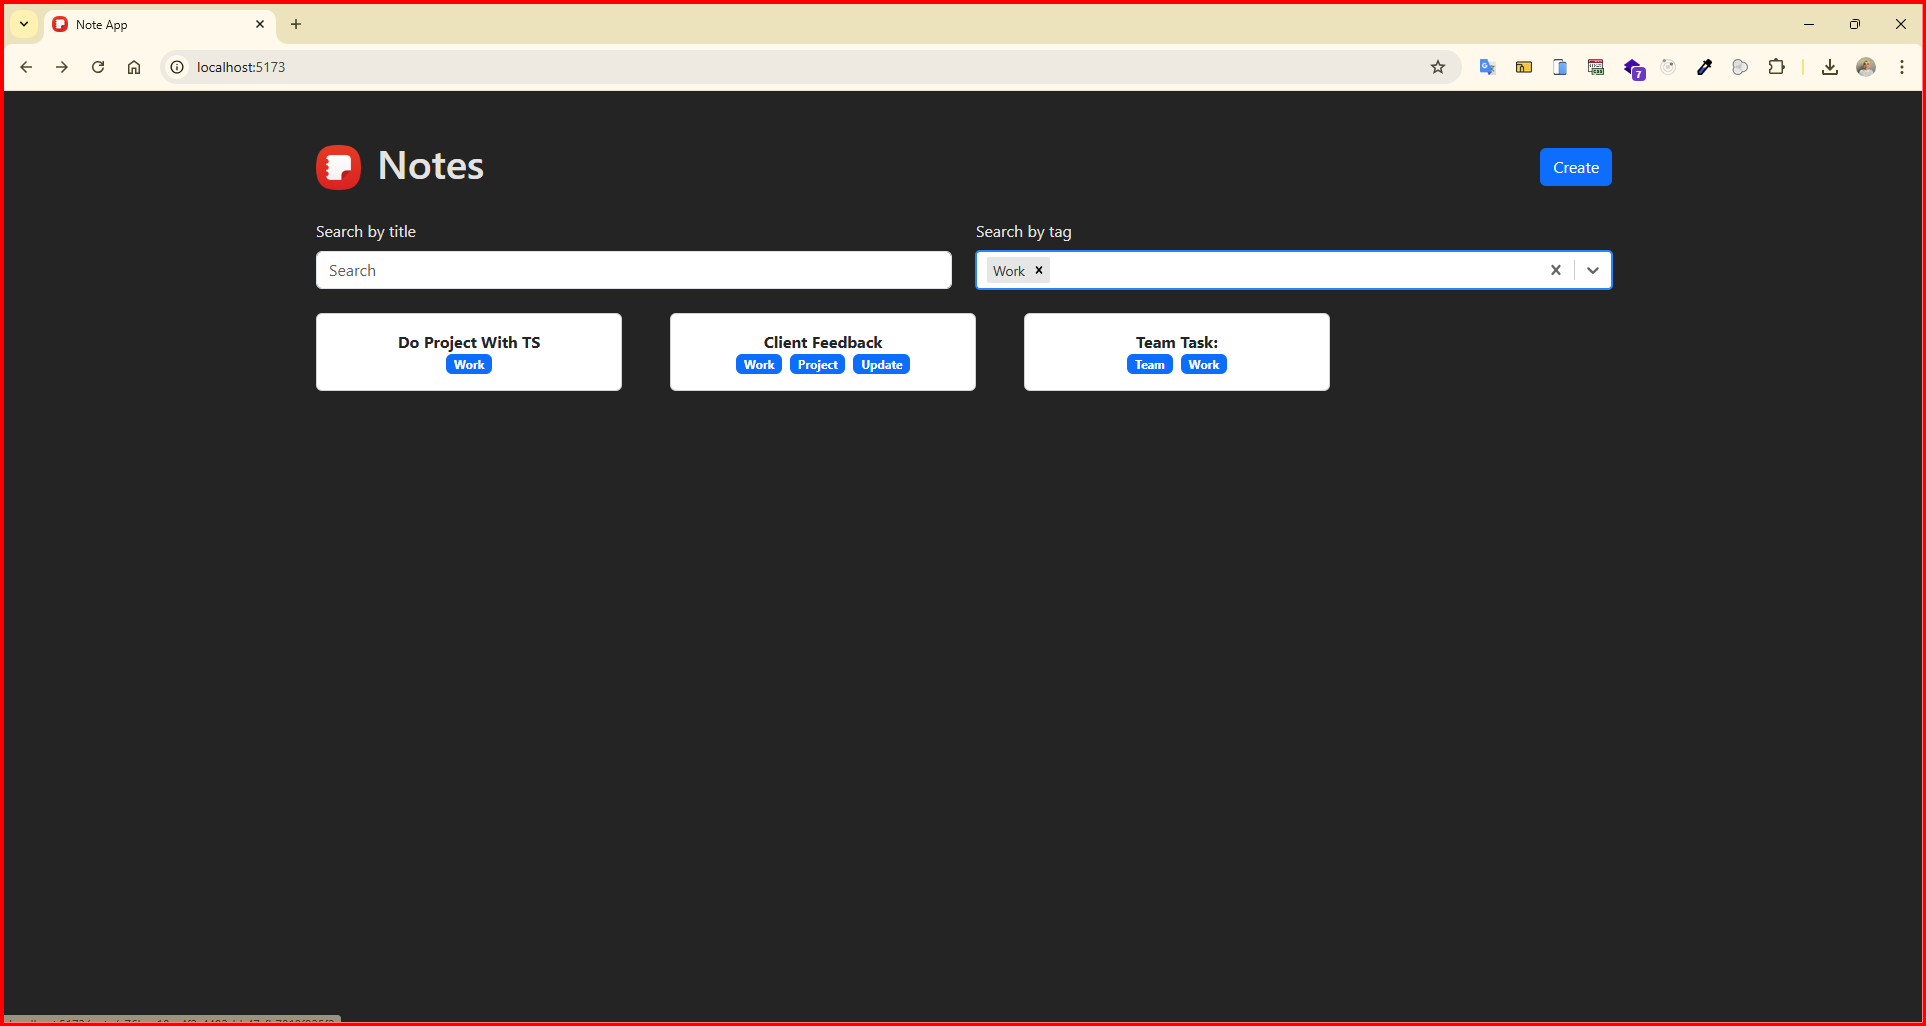 Note App
localhost:5173
7
Notes
Create
Search by title
Search by tag
Search
Work
Do Project With TS
Client Feedback
Team Task:
Work
Work Project Update
Team Work